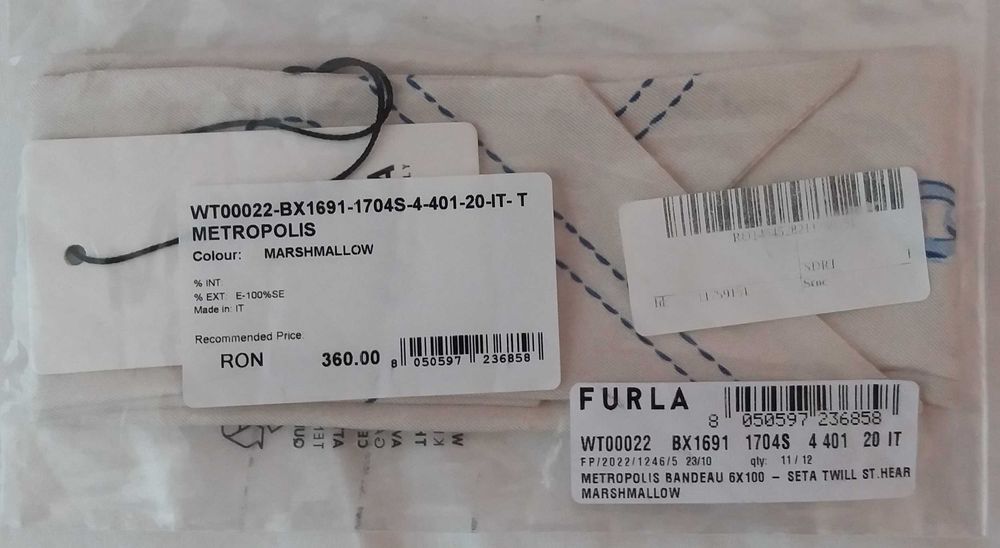 WT00022-BX1691-1704S-4-401-20-IT- T
METROPOLIS
Colour: MARSHMALLOW
% INT
% EXT E-100%SE
Made in: IT
Recommended Price
RON 360.00
8 050597 236858
FURLA
8 050597 236858
WT00022 BX1691 1704S 4 401 20 IT
FP/2022/1246/5 23/10 qty: 11/12
METROPOLIS BANDEAU 6X100 - SETA TWILL ST.HEAR
MARSHMALLOW